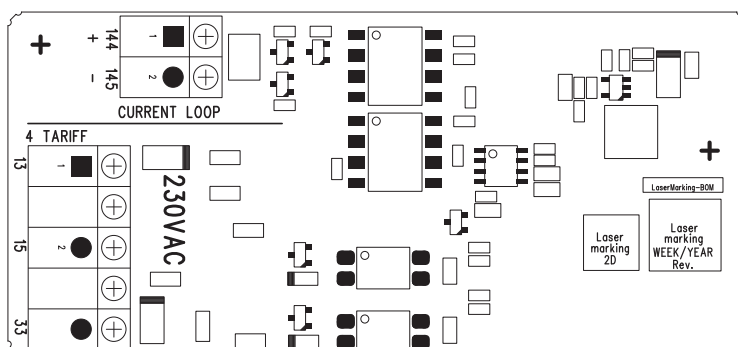 + 144 1
- 145 2
CURRENT LOOP
4 TARIFF
13 1
230VAC
15 2
33
LaserMarking-BOM
Laser
marking
2D
Laser
marking
WEEK/YEAR
Rev.